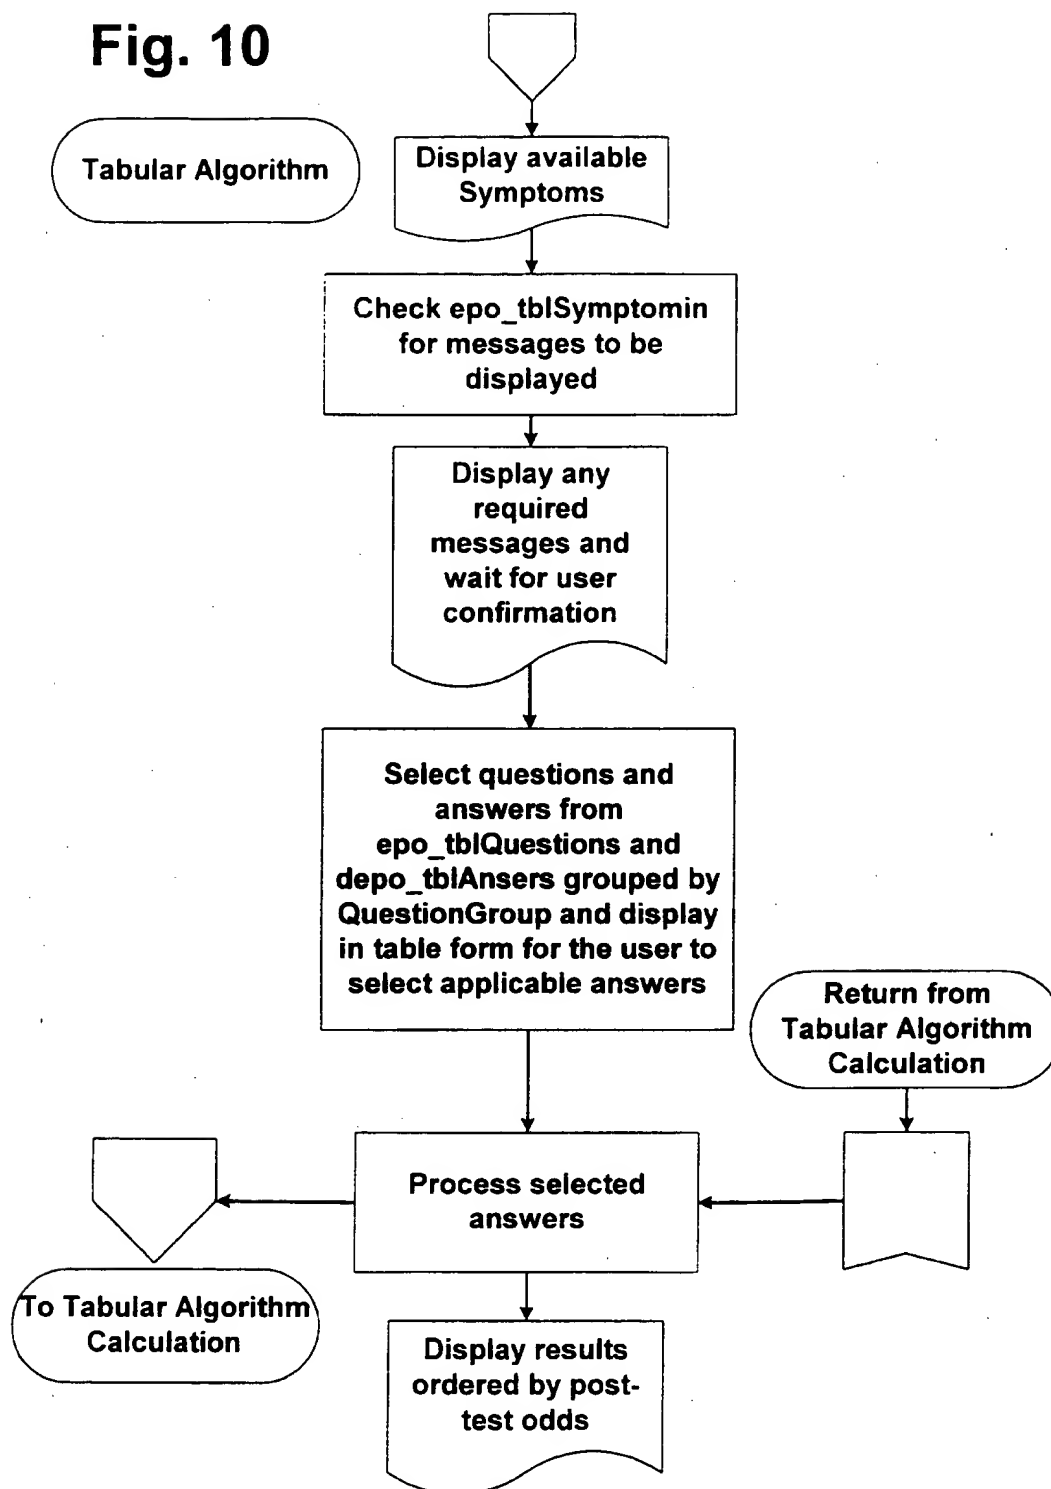 Fig. 10
Tabular Algorithm
Display available
Symptoms
Check epo_tblSymptomin
for messages to be
displayed
Display any
required
messages and
wait for user
confirmation
Select questions and
answers from
epo_tblQuestions and
depo_tblAnsers grouped by
QuestionGroup and display
in table form for the user to
select applicable answers
Return from
Tabular Algorithm
Calculation
Process selected
answers
To Tabular Algorithm
Calculation
Display results
ordered by post-
test odds